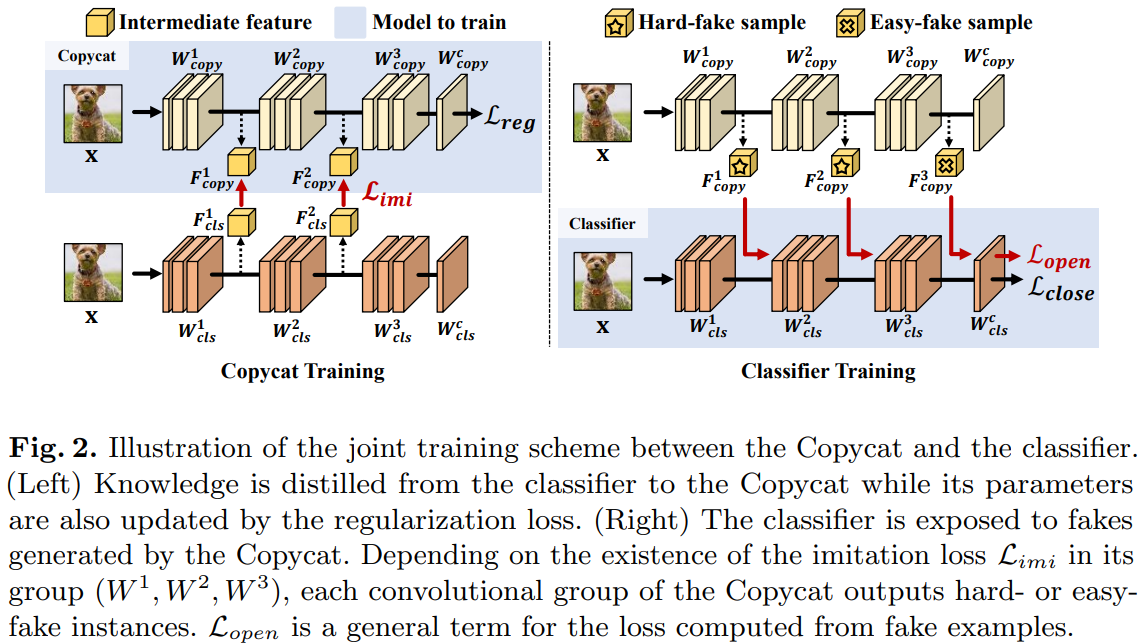 Intermediate feature
Model to train
Hard-fake sample
Easy-fake sample
Copycat
W^1_{copy} W^2_{copy} W^3_{copy} W^c_{copy}
x
ℒ_{reg}
F^1_{copy} F^2_{copy}
ℒ_{imi}
F^1_{cls} F^2_{cls}
x
W^1_{cls} W^2_{cls} W^3_{cls} W^c_{cls}
Copycat Training
W^1_{copy} W^2_{copy} W^3_{copy} W^c_{copy}
x
F^1_{copy} F^2_{copy} F^3_{copy}
Classifier
ℒ_{open}
ℒ_{close}
x
W^1_{cls} W^2_{cls} W^3_{cls} W^c_{cls}
Classifier Training
Fig. 2. Illustration of the joint training scheme between the Copycat and the classifier.
(Left) Knowledge is distilled from the classifier to the Copycat while its parameters
are also updated by the regularization loss. (Right) The classifier is exposed to fakes
generated by the Copycat. Depending on the existence of the imitation loss ℒ_{imi} in its
group (W^1, W^2, W^3), each convolutional group of the Copycat outputs hard- or easy-
fake instances. ℒ_{open} is a general term for the loss computed from fake examples.